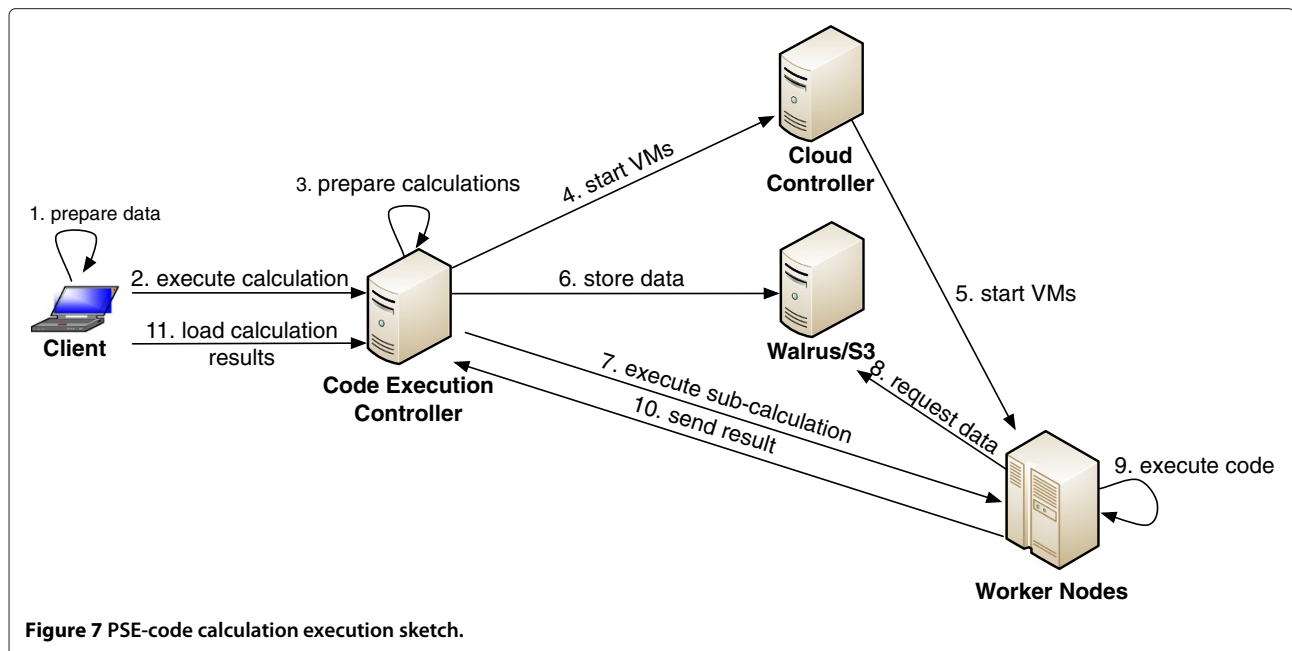 Cloud
Controller
4. start VMs
3. prepare calculations
1. prepare data
2. execute calculation
6. store data
5. start VMs
11. load calculation
results
Client
Walrus/S3
Code Execution
Controller
7. execute sub-calculation
8. request data
10. send result
9. execute code
Worker Nodes
Figure 7 PSE-code calculation execution sketch.